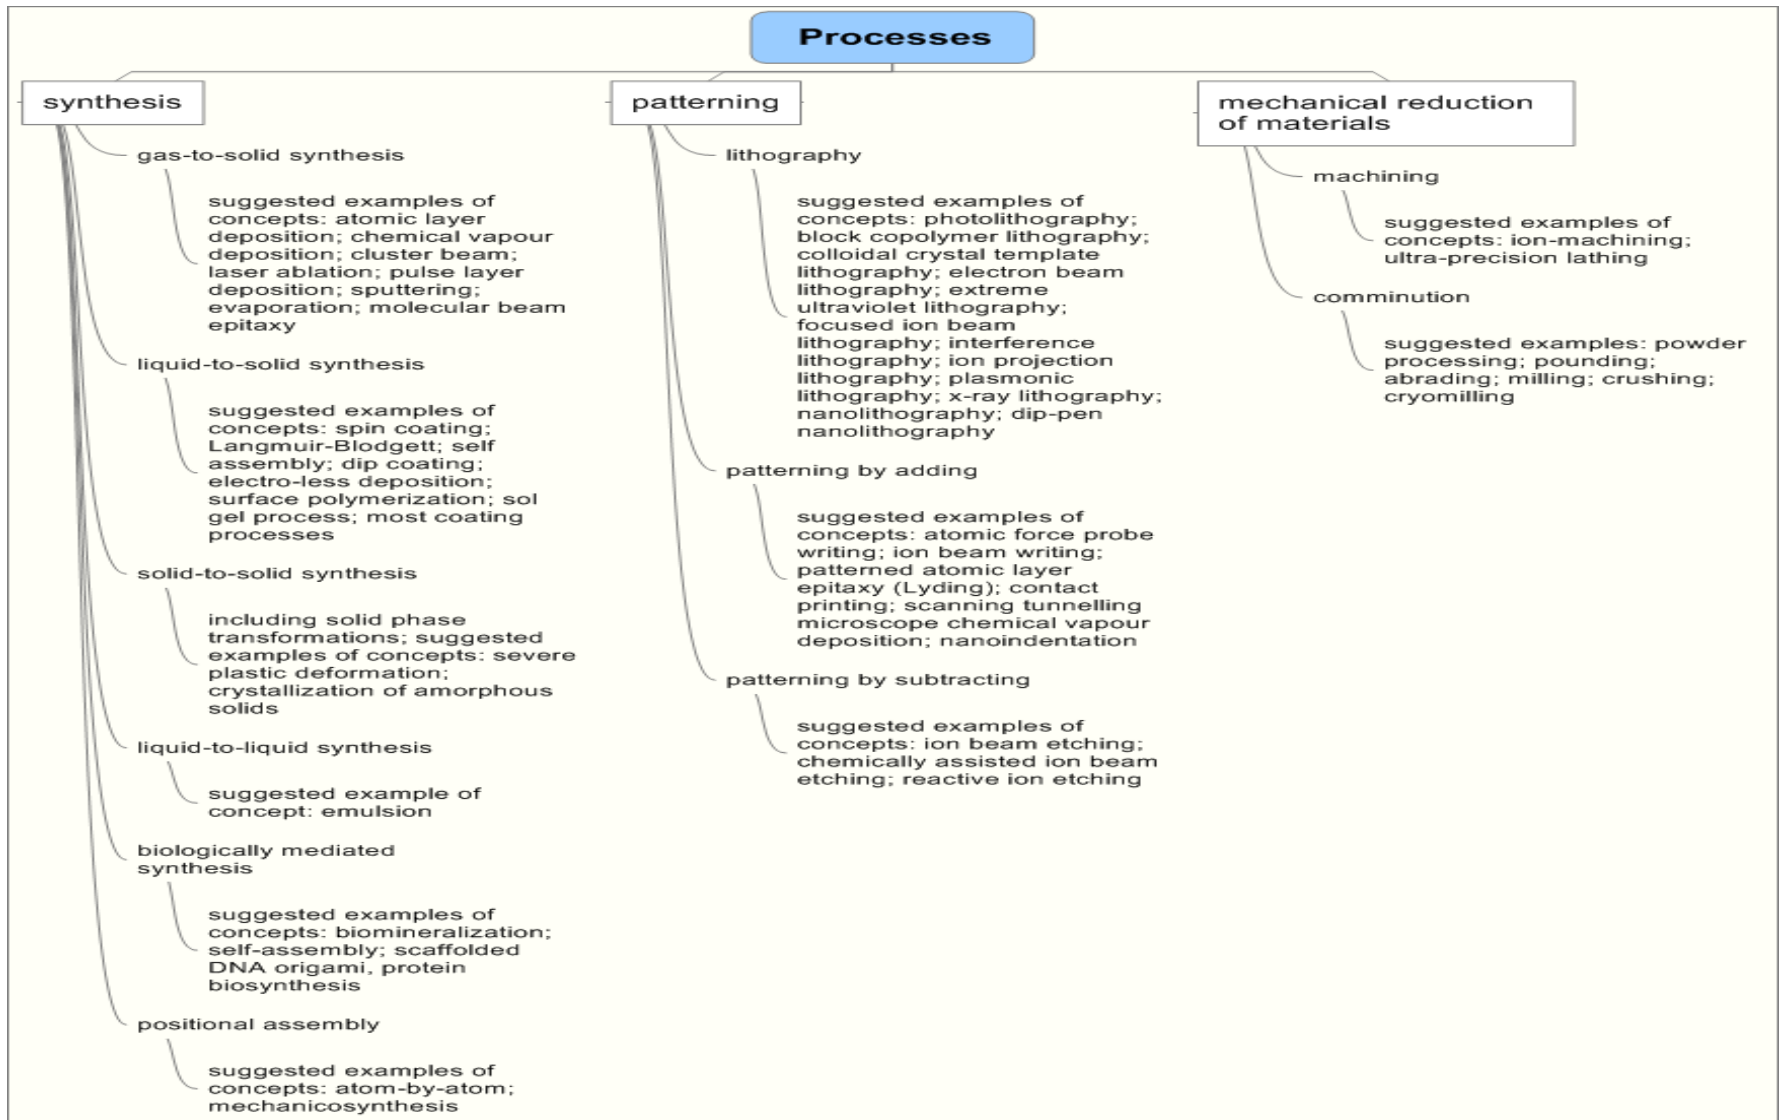 Processes
synthesis
gas-to-solid synthesis
suggested examples of
concepts: atomic layer
deposition; chemical vapour
deposition; cluster beam;
laser ablation; pulse layer
deposition; sputtering;
evaporation; molecular beam
epitaxy
liquid-to-solid synthesis
suggested examples of
concepts: spin coating;
Langmuir-Blodgett; self
assembly; dip coating;
electro-less deposition;
surface polymerization; sol
gel process; most coating
processes
solid-to-solid synthesis
including solid phase
transformations; suggested
examples of concepts: severe
plastic deformation;
crystallization of amorphous
solids
liquid-to-liquid synthesis
suggested example of
concept: emulsion
biologically mediated
synthesis
suggested examples of
concepts: biomineralization;
self-assembly; scaffolded
DNA origami, protein
biosynthesis
positional assembly
suggested examples of
concepts: atom-by-atom;
mechanicosynthesis
patterning
lithography
suggested examples of
concepts: photolithography;
block copolymer lithography;
colloidal crystal template
lithography; electron beam
lithography; extreme
ultraviolet lithography;
focused ion beam
lithography; interference
lithography; ion projection
lithography; plasmonic
lithography; x-ray lithography;
nanolithography; dip-pen
nanolithography
patterning by adding
suggested examples of
concepts: atomic force probe
writing; ion beam writing;
patterned atomic layer
epitaxy (Lyding); contact
printing; scanning tunnelling
microscope chemical vapour
deposition; nanoindentation
patterning by subtracting
suggested examples of
concepts: ion beam etching;
chemically assisted ion beam
etching; reactive ion etching
mechanical reduction
of materials
machining
suggested examples of
concepts: ion-machining;
ultra-precision lathing
comminution
suggested examples: powder
processing; pounding;
abrading; milling; crushing;
cryomilling